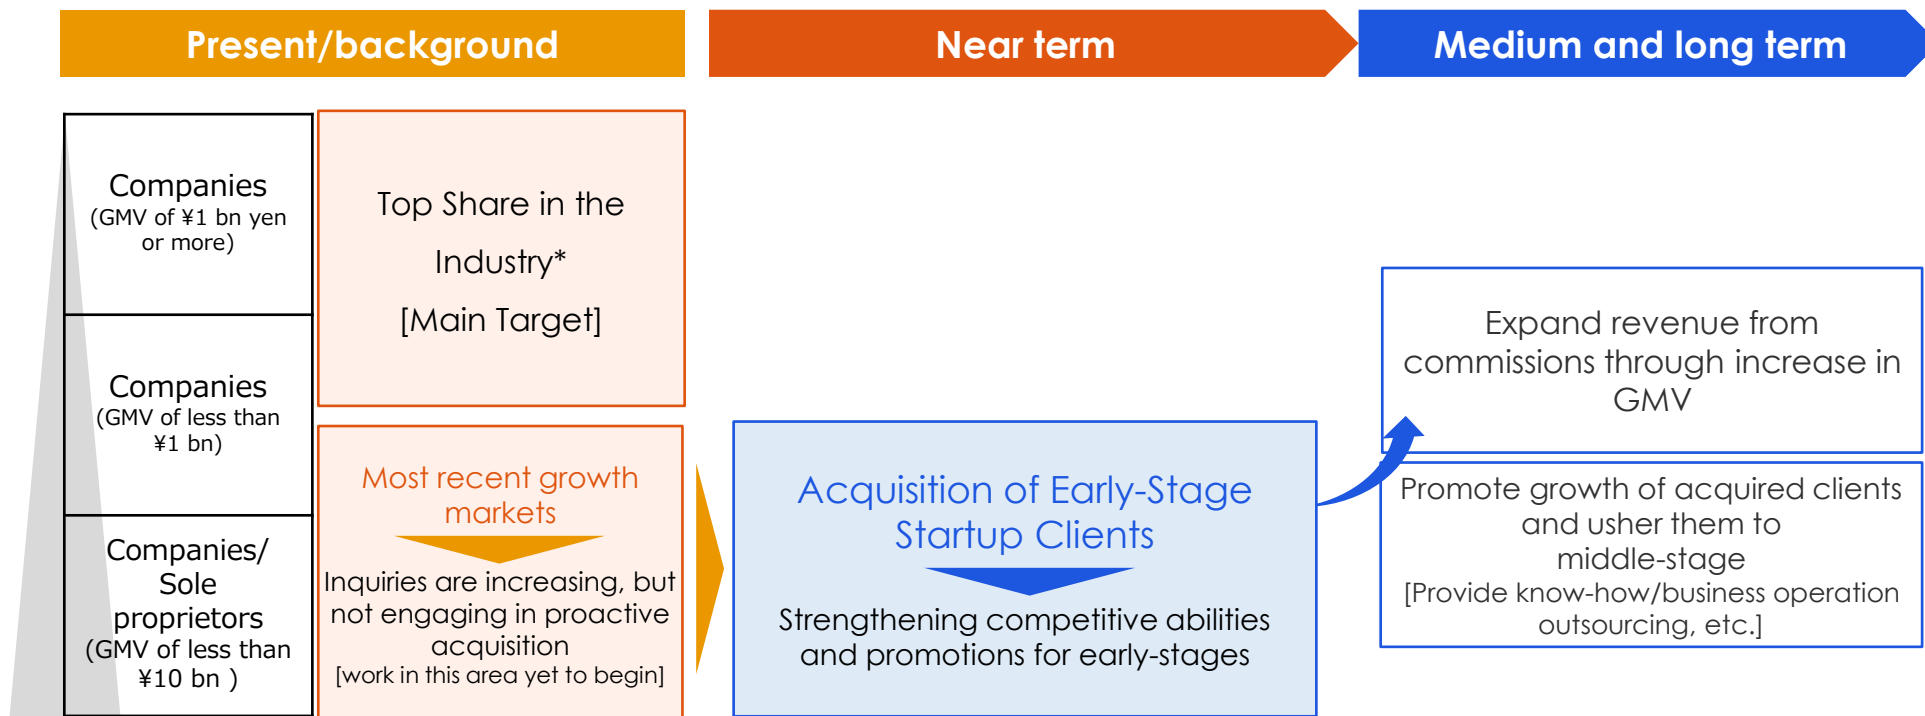 Present/background
Near term
Medium and long term
Companies
(GMV of ¥1 bn yen
or more)
Companies
(GMV of less than
¥1 bn)
Companies/
Sole
proprietors
(GMV of less than
¥10 bn )
Top Share in the
Industry*
[Main Target]
Most recent growth
markets
Inquiries are increasing, but
not engaging in proactive
acquisition
[work in this area yet to begin]
Acquisition of Early-Stage
Startup Clients
Strengthening competitive abilities
and promotions for early-stages
Expand revenue from
commissions through increase in
GMV
Promote growth of acquired clients
and usher them to
middle-stage
[Provide know-how/business operation
outsourcing, etc.]